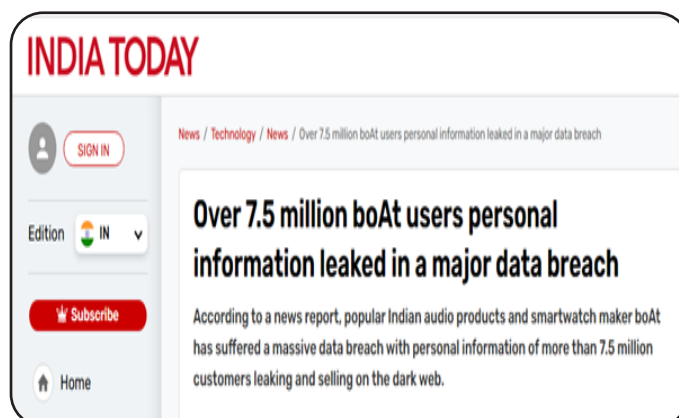 INDIA TODAY
SIGN IN
News / Technology / News / Over 7.5 million boAt users personal information leaked in a major data breach
Edition IN
Over 7.5 million boAt users personal
information leaked in a major data breach
Subscribe
According to a news report, popular Indian audio products and smartwatch maker boAt
has suffered a massive data breach with personal information of more than 7.5 million
customers leaking and selling on the dark web.
Home